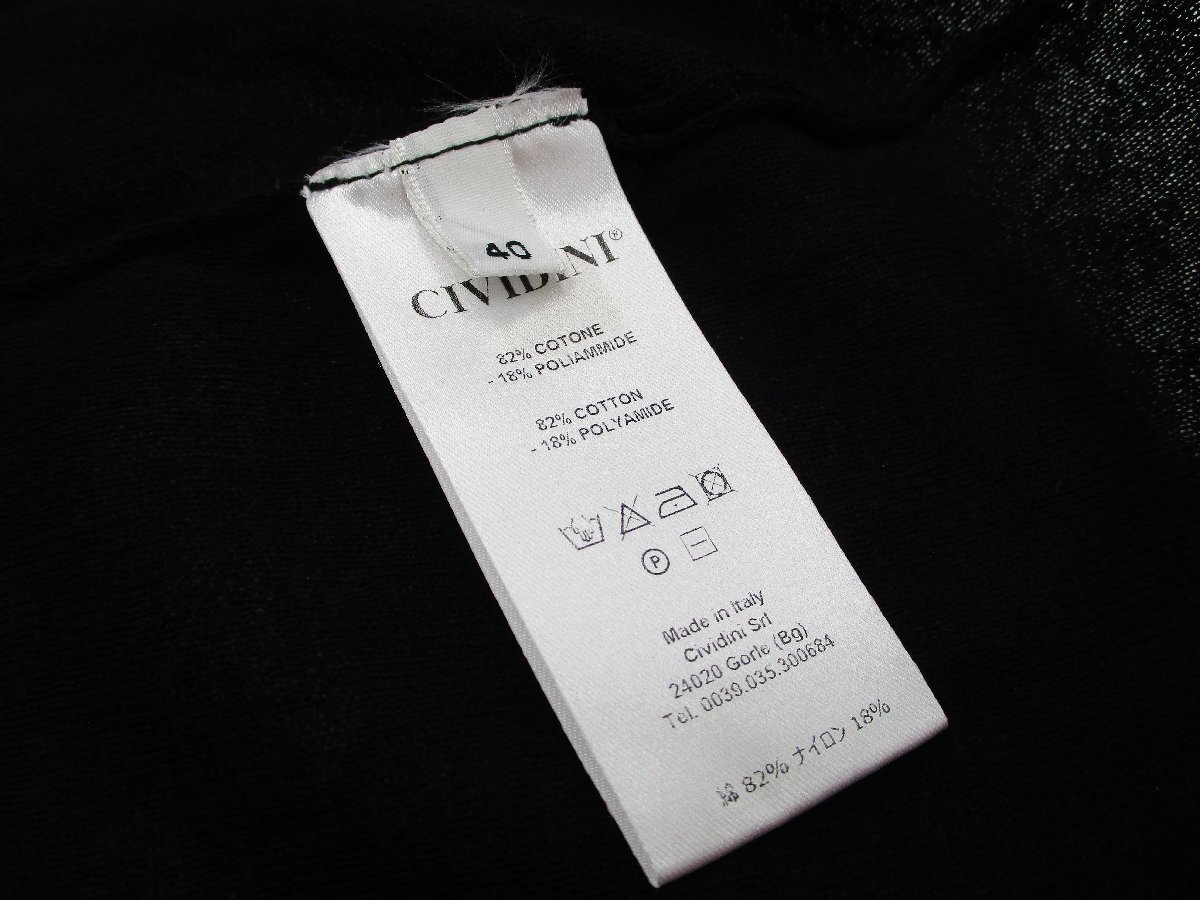 40
CIVIDINI®
82% COTONE
- 18% POLIAMMIDE
82% COTTON
- 18% POLYAMIDE
P
Made in Italy
Cividini Srl
24020 Gorle (Bg)
Tel. 0039.035.300684
綿 82% ナイロン 18%